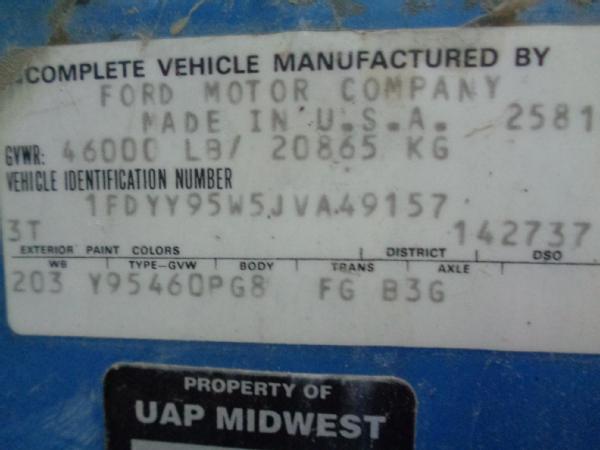 INCOMPLETE VEHICLE MANUFACTURED BY
FORD MOTOR COMPANY
MADE IN U.S.A. 2581
GVWR: 46000 LB/ 20865 KG
VEHICLE IDENTIFICATION NUMBER
1FDYY95W5JVA49157
3T 142737
EXTERIOR PAINT COLORS DISTRICT DSO
WB TYPE-GVW BODY TRANS AXLE
203 Y95460PG8 FG B3G
PROPERTY OF
UAP MIDWEST